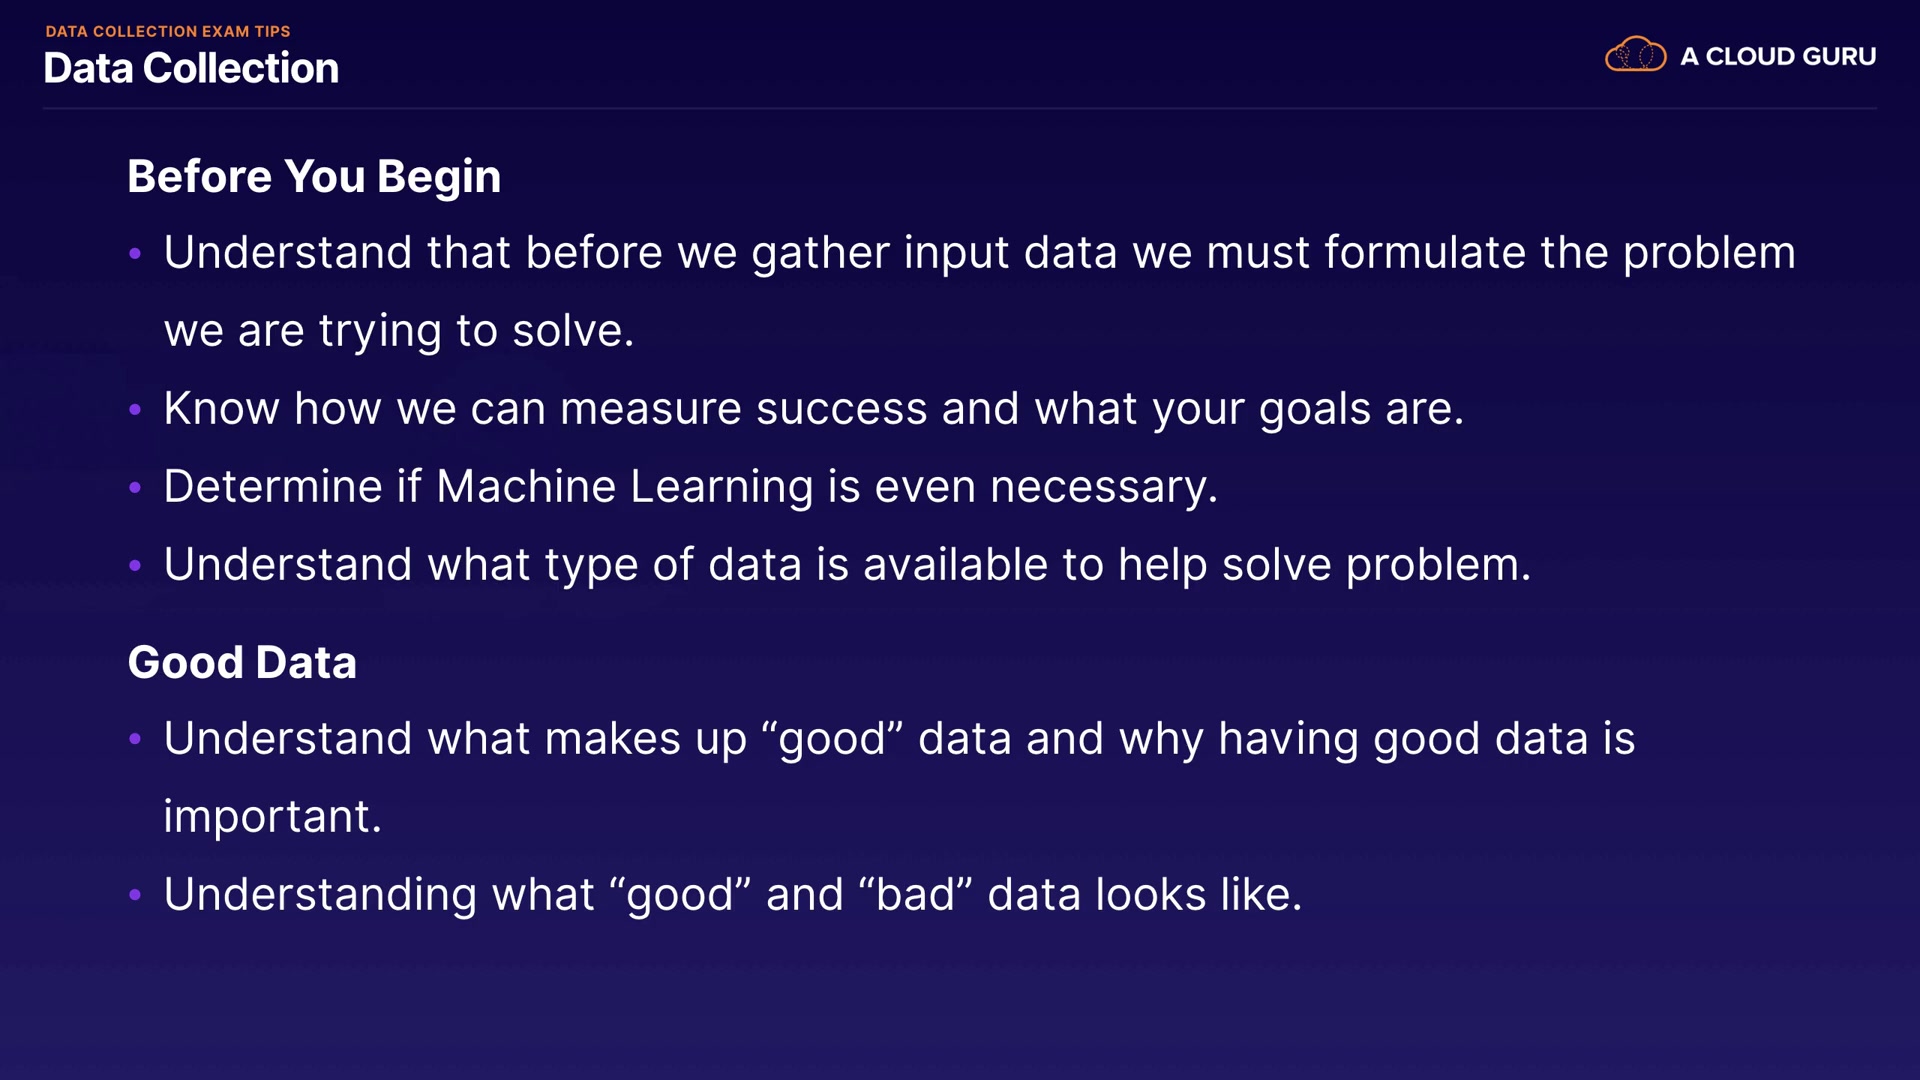 DATA COLLECTION EXAM TIPS
Data Collection
A CLOUD GURU
Before You Begin
• Understand that before we gather input data we must formulate the problem
we are trying to solve.
• Know how we can measure success and what your goals are.
• Determine if Machine Learning is even necessary.
• Understand what type of data is available to help solve problem.
Good Data
• Understand what makes up “good” data and why having good data is
important.
• Understanding what “good” and “bad” data looks like.